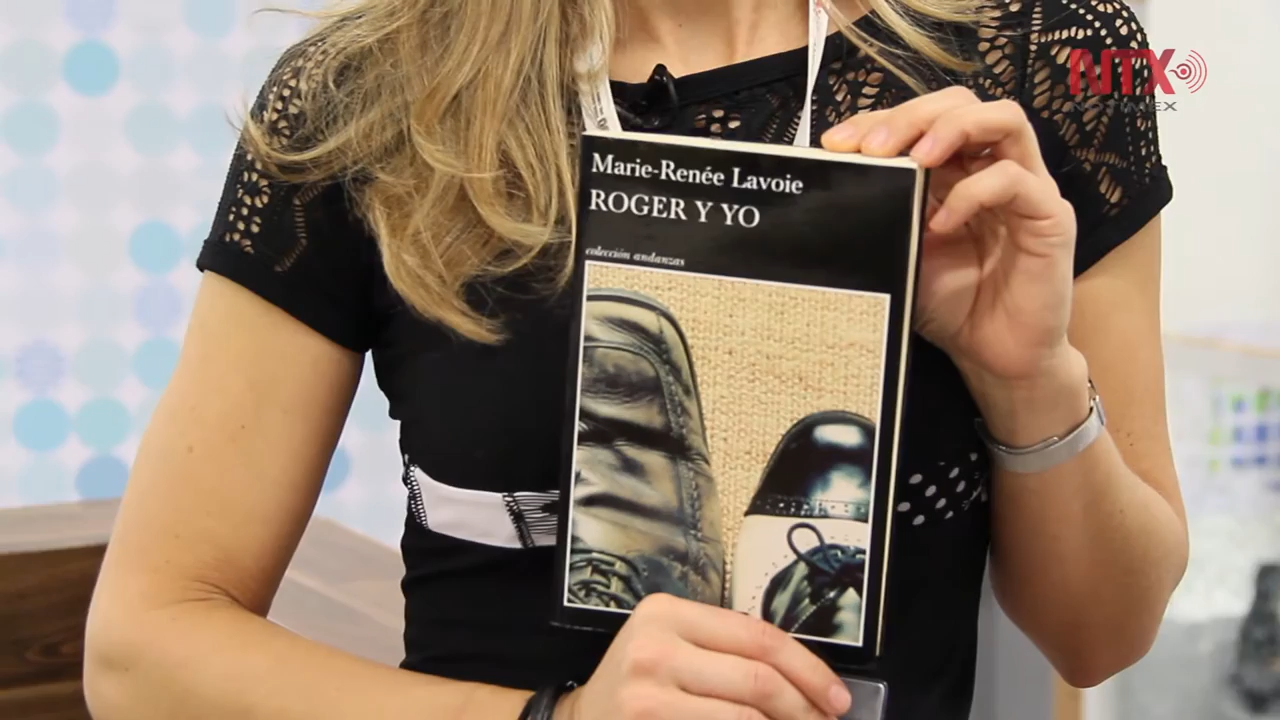 NTX
NOTIMEX
Marie-Renée Lavoie
ROGER Y YO
colección andanzas